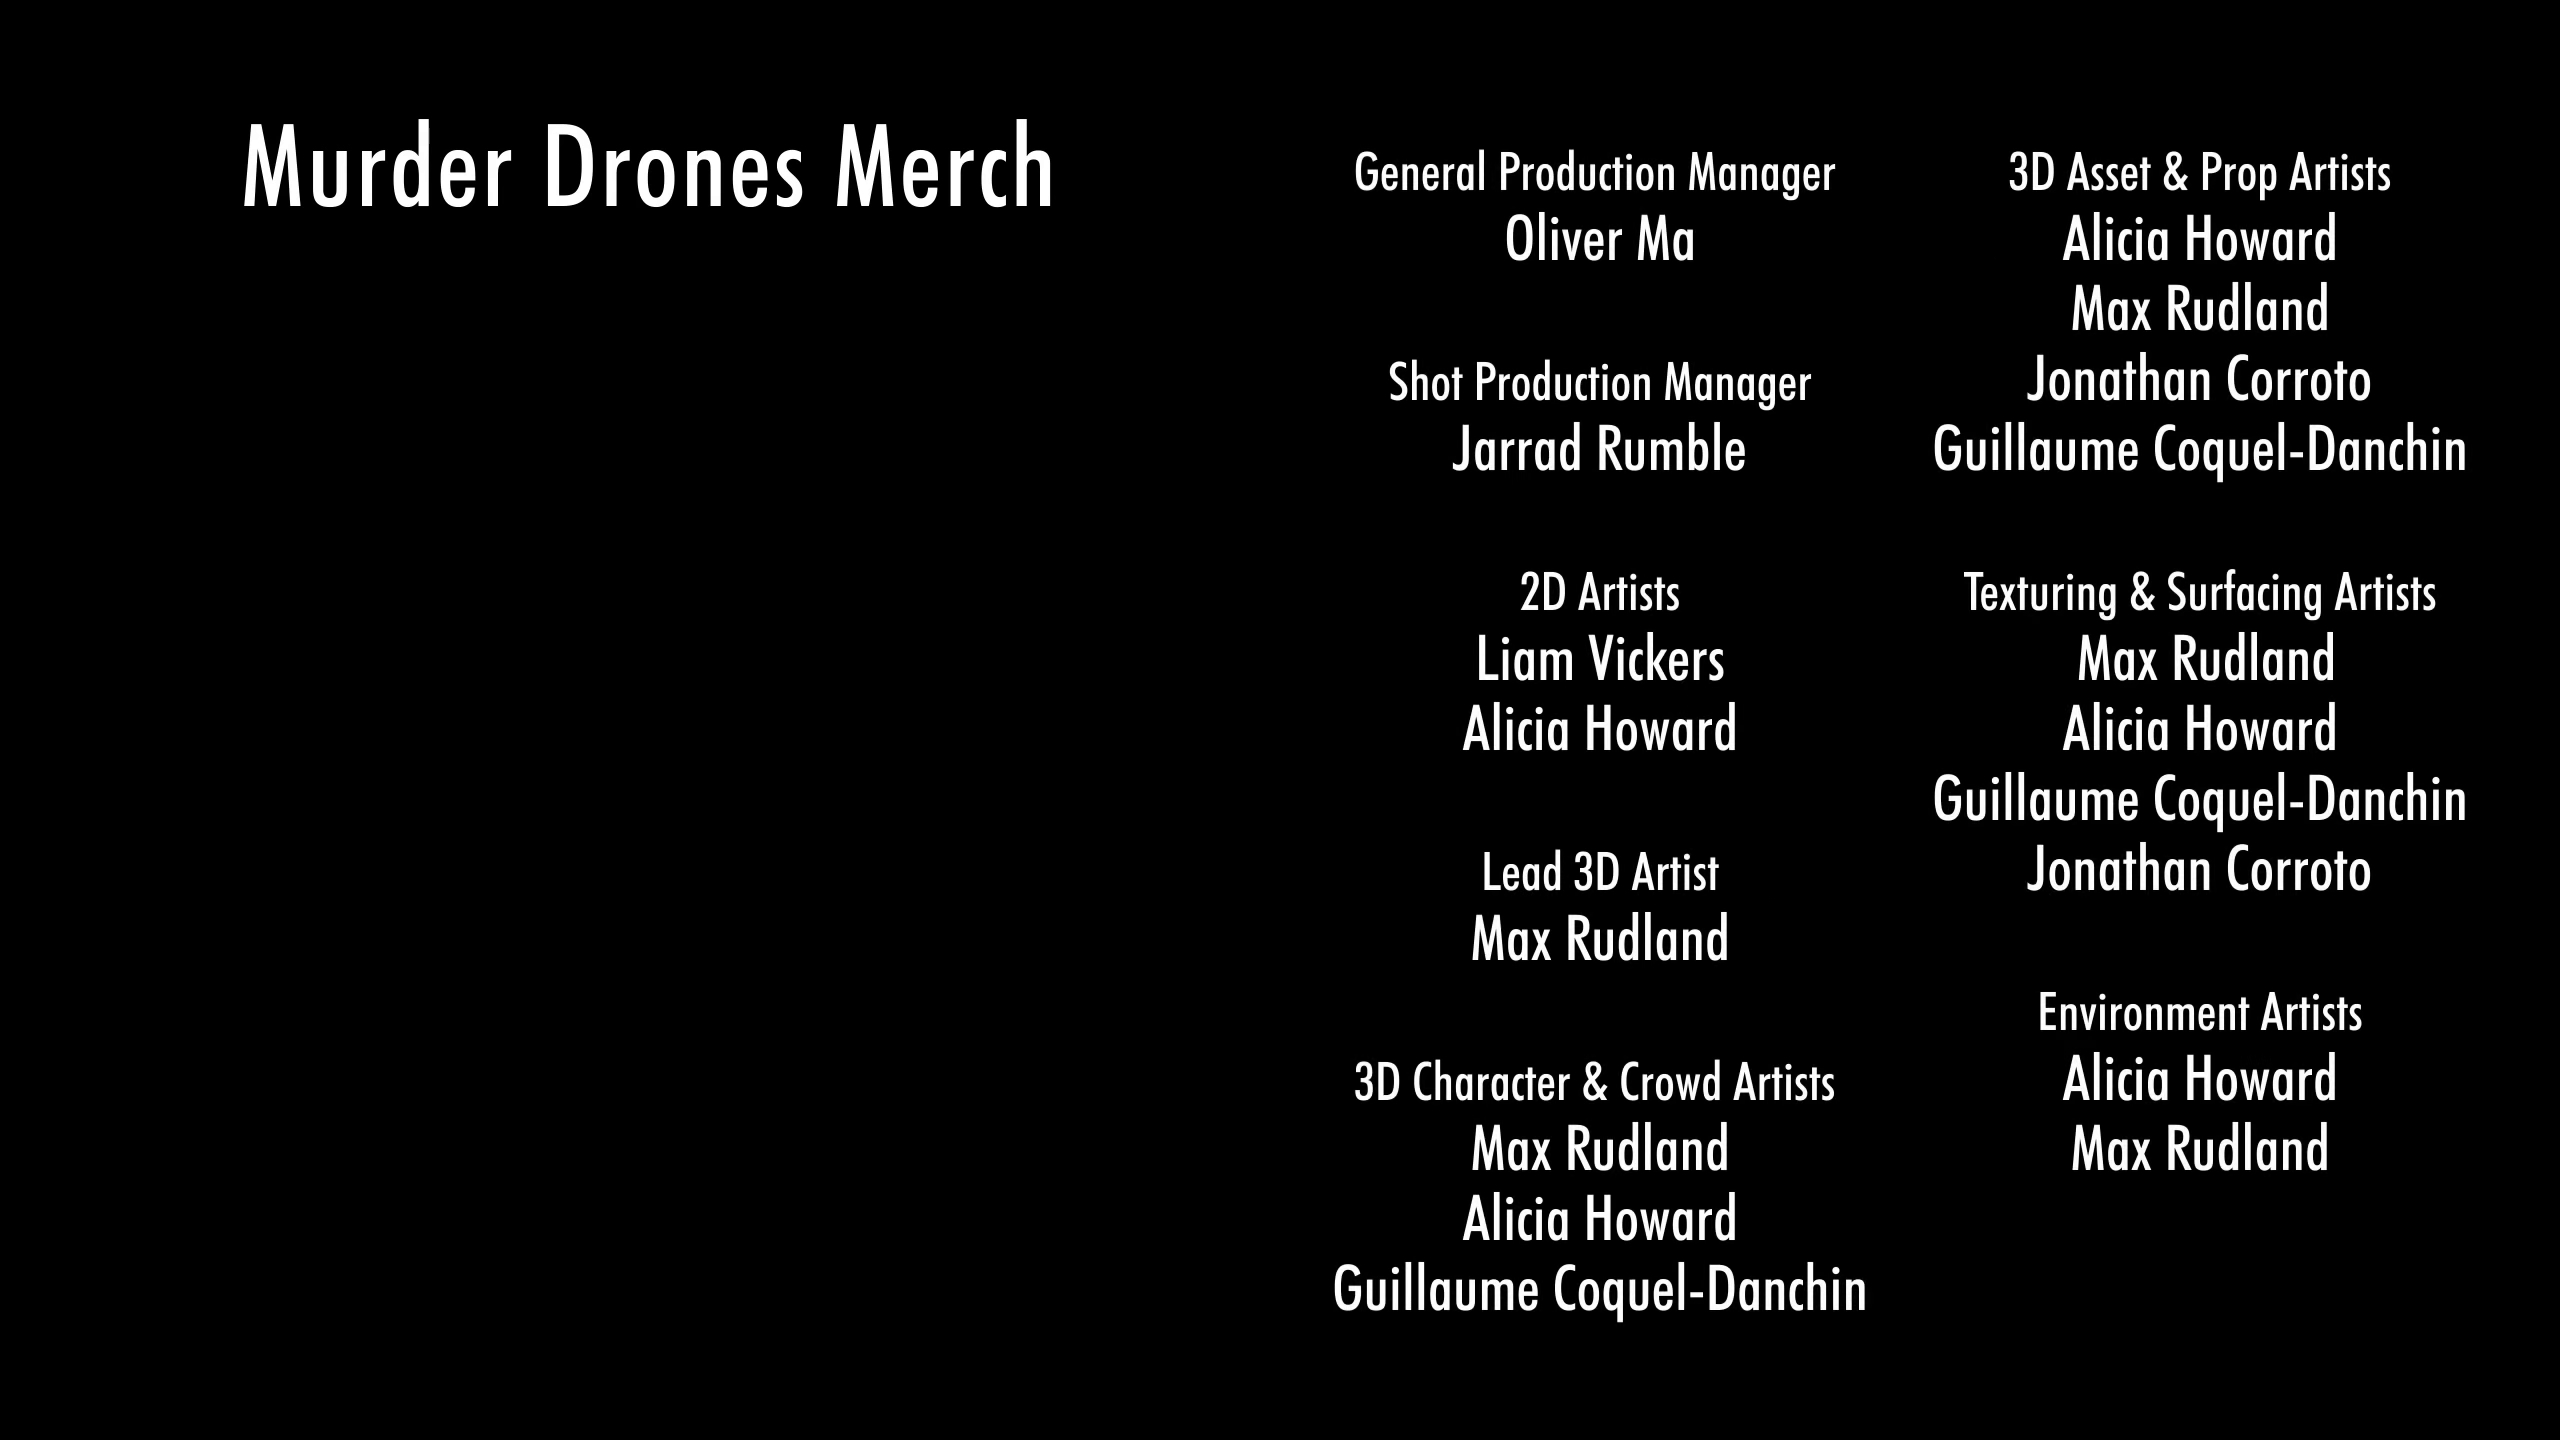 Murder Drones Merch
General Production Manager
Oliver Ma
Shot Production Manager
Jarrad Rumble
2D Artists
Liam Vickers
Alicia Howard
Lead 3D Artist
Max Rudland
3D Character & Crowd Artists
Max Rudland
Alicia Howard
Guillaume Coquel-Danchin
3D Asset & Prop Artists
Alicia Howard
Max Rudland
Jonathan Corroto
Guillaume Coquel-Danchin
Texturing & Surfacing Artists
Max Rudland
Alicia Howard
Guillaume Coquel-Danchin
Jonathan Corroto
Environment Artists
Alicia Howard
Max Rudland